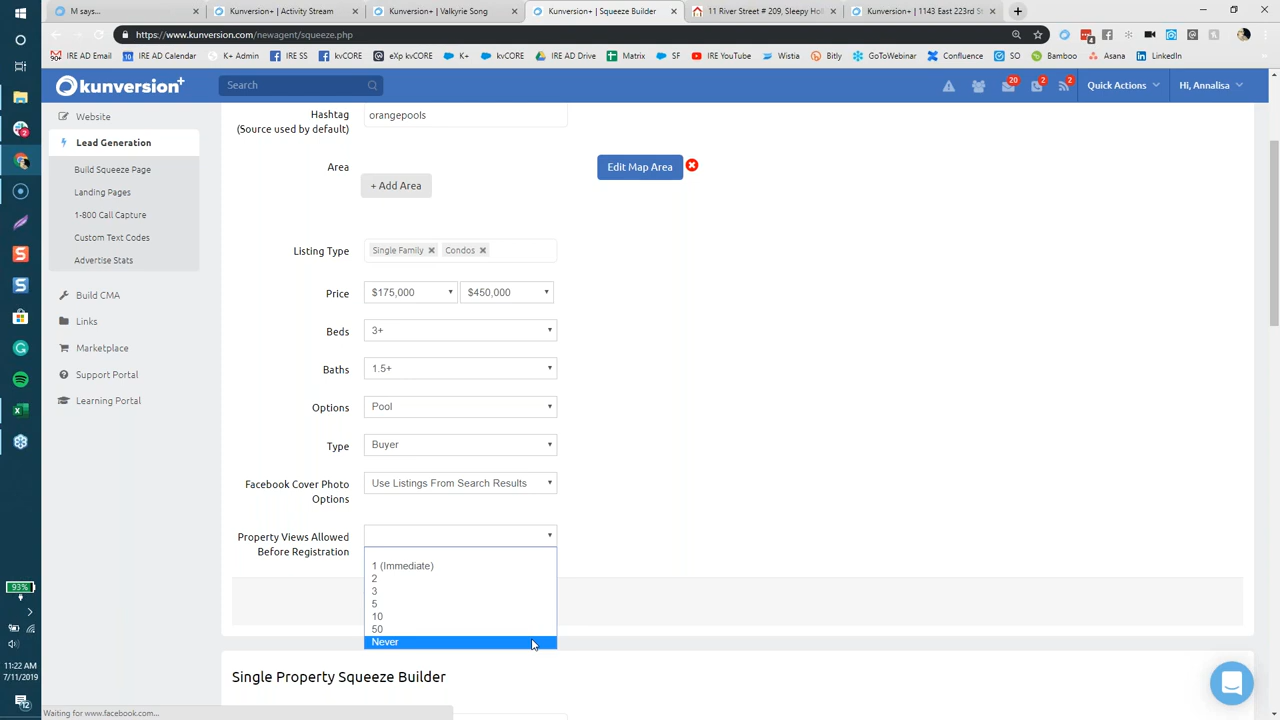 M says...
Kunversion+ | Activity Stream
Kunversion+ | Valkyrie Song
Kunversion+ | Squeeze Builder
11 River Street # 209, Sleepy Ho
Kunversion+ | 1143 East 223rd St
https://www.kunversion.com/newagent/squeeze.php
IRE AD Email IRE AD Calendar K+ Admin IRE SS kvCORE eXp kvCORE K+ kvCORE IRE AD Drive Matrix SF IRE YouTube Wistia Bitly GoToWebinar Confluence SO Bamboo Asana LinkedIn
kunversion+ Search 20 2 2 Quick Actions Hi, Annalisa
Website
Lead Generation
Build Squeeze Page
Landing Pages
1-800 Call Capture
Custom Text Codes
Advertise Stats
Build CMA
Links
Marketplace
Support Portal
Learning Portal
Hashtag
(Source used by default)
orangepools
Area
Edit Map Area
+ Add Area
Listing Type Single Family Condos
Price $175,000 $450,000
Beds 3+
Baths 1.5+
Options Pool
Type Buyer
Facebook Cover Photo
Options
Use Listings From Search Results
Property Views Allowed
Before Registration
1 (Immediate)
2
3
5
10
50
Never
Single Property Squeeze Builder
93%
11:22 AM
7/11/2019
12
Waiting for www.facebook.com...